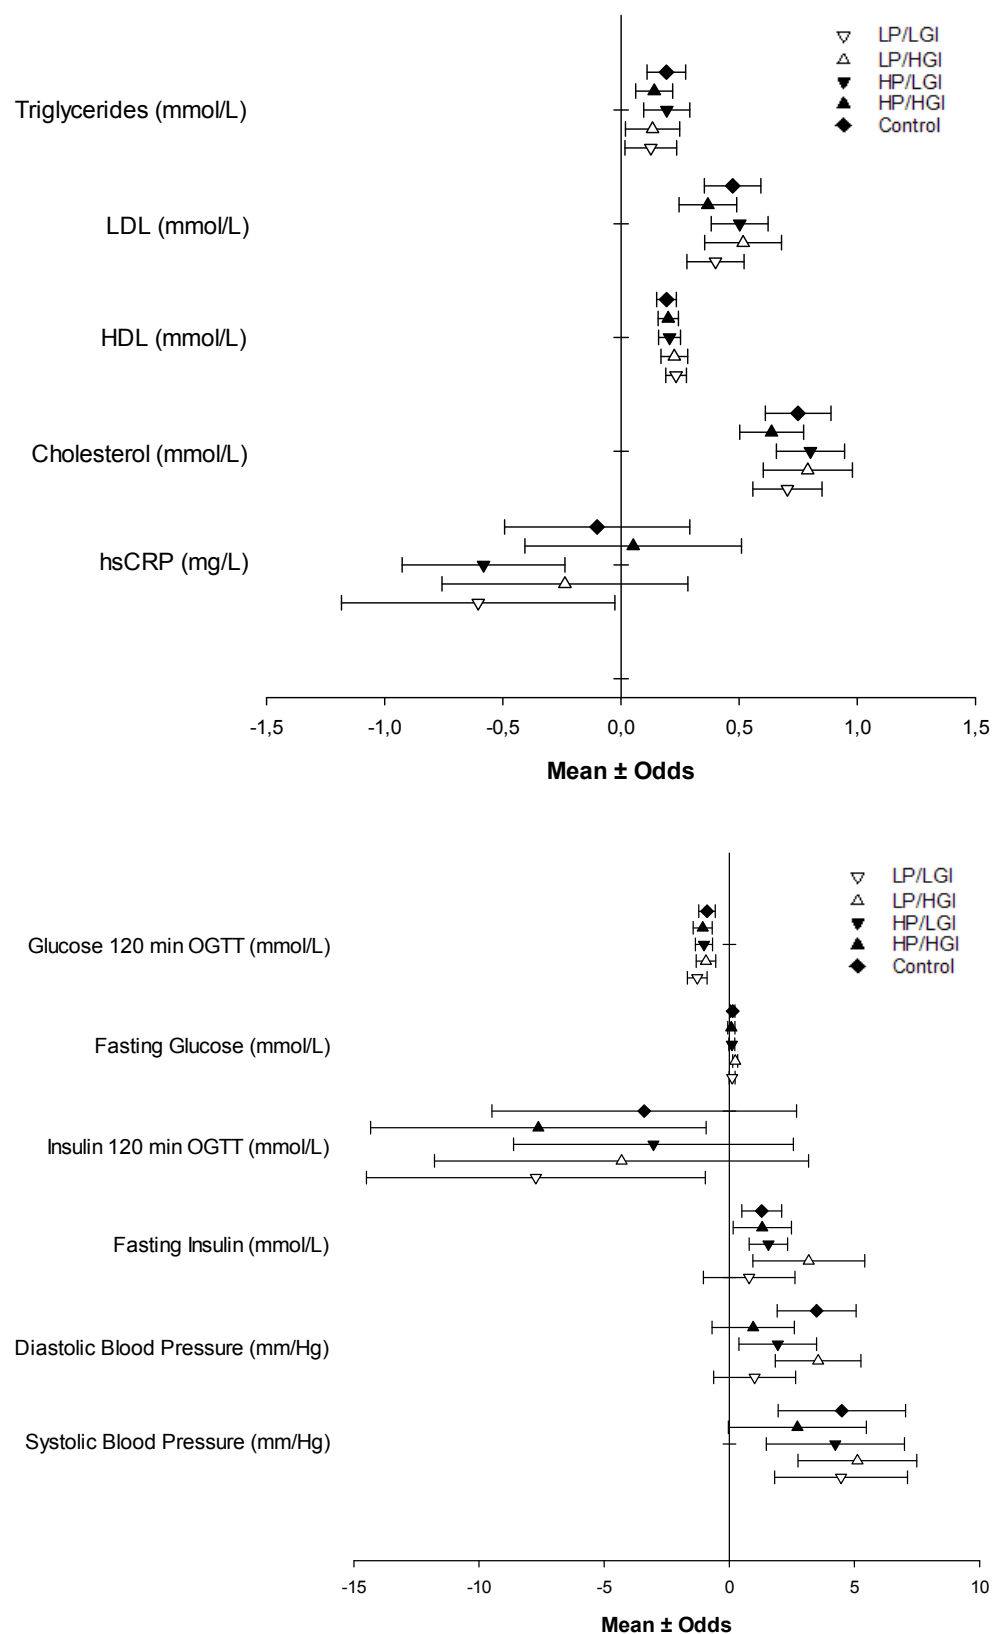 LP/LGI
LP/HGI
HP/LGI
HP/HGI
Control
Triglycerides (mmol/L)
LDL (mmol/L)
HDL (mmol/L)
Cholesterol (mmol/L)
hsCRP (mg/L)
-1,5 -1,0 -0,5 0,0 0,5 1,0 1,5
Mean ± Odds
LP/LGI
LP/HGI
HP/LGI
HP/HGI
Control
Glucose 120 min OGTT (mmol/L)
Fasting Glucose (mmol/L)
Insulin 120 min OGTT (mmol/L)
Fasting Insulin (mmol/L)
Diastolic Blood Pressure (mm/Hg)
Systolic Blood Pressure (mm/Hg)
-15 -10 -5 0 5 10
Mean ± Odds